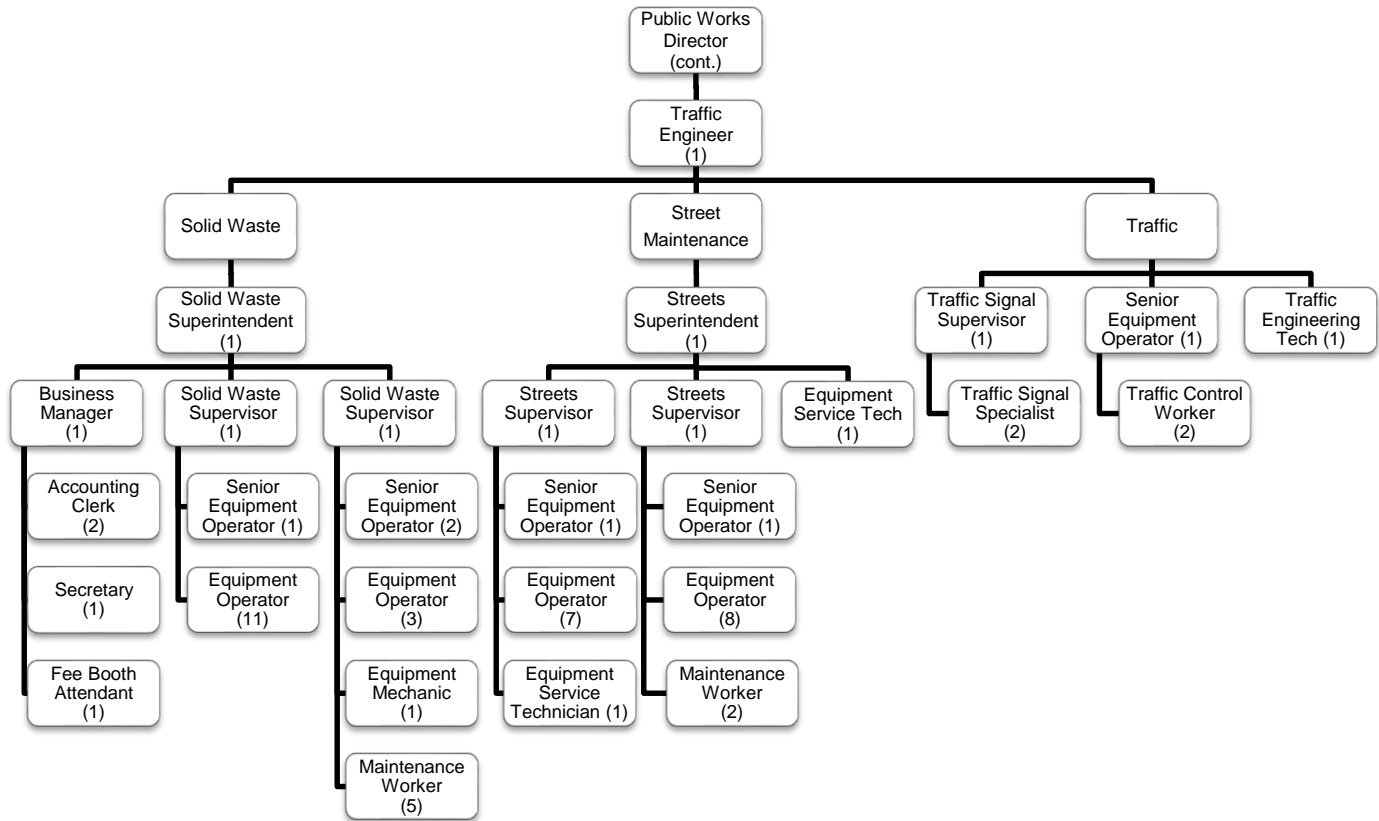 Public Works
Director
(cont.)
Traffic
Engineer
(1)
Solid Waste
Street
Maintenance
Traffic
Solid Waste
Superintendent
(1)
Streets
Superintendent
(1)
Traffic Signal
Supervisor
(1)
Senior
Equipment
Operator (1)
Traffic
Engineering
Tech (1)
Business
Manager
(1)
Solid Waste
Supervisor
(1)
Solid Waste
Supervisor
(1)
Streets
Supervisor
(1)
Streets
Supervisor
(1)
Equipment
Service Tech
(1)
Traffic Signal
Specialist
(2)
Traffic Control
Worker
(2)
Accounting
Clerk
(2)
Senior
Equipment
Operator (1)
Senior
Equipment
Operator (2)
Senior
Equipment
Operator (1)
Senior
Equipment
Operator (1)
Secretary
(1)
Equipment
Operator
(11)
Equipment
Operator
(3)
Equipment
Operator
(7)
Equipment
Operator
(8)
Fee Booth
Attendant
(1)
Equipment
Mechanic
(1)
Equipment
Service
Technician (1)
Maintenance
Worker
(2)
Maintenance
Worker
(5)